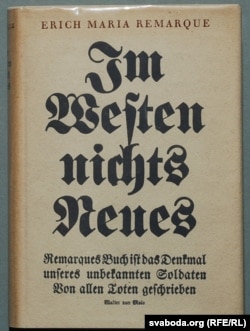 ERICH MARIA REMARQUE
Im
Westen
nichts
Neues
Remarques Buch ist das Denkmal
unseres unbekannten Soldaten
Von allen Toten geschrieben
Walter von Molo
svaboda.org (RFE/RL)